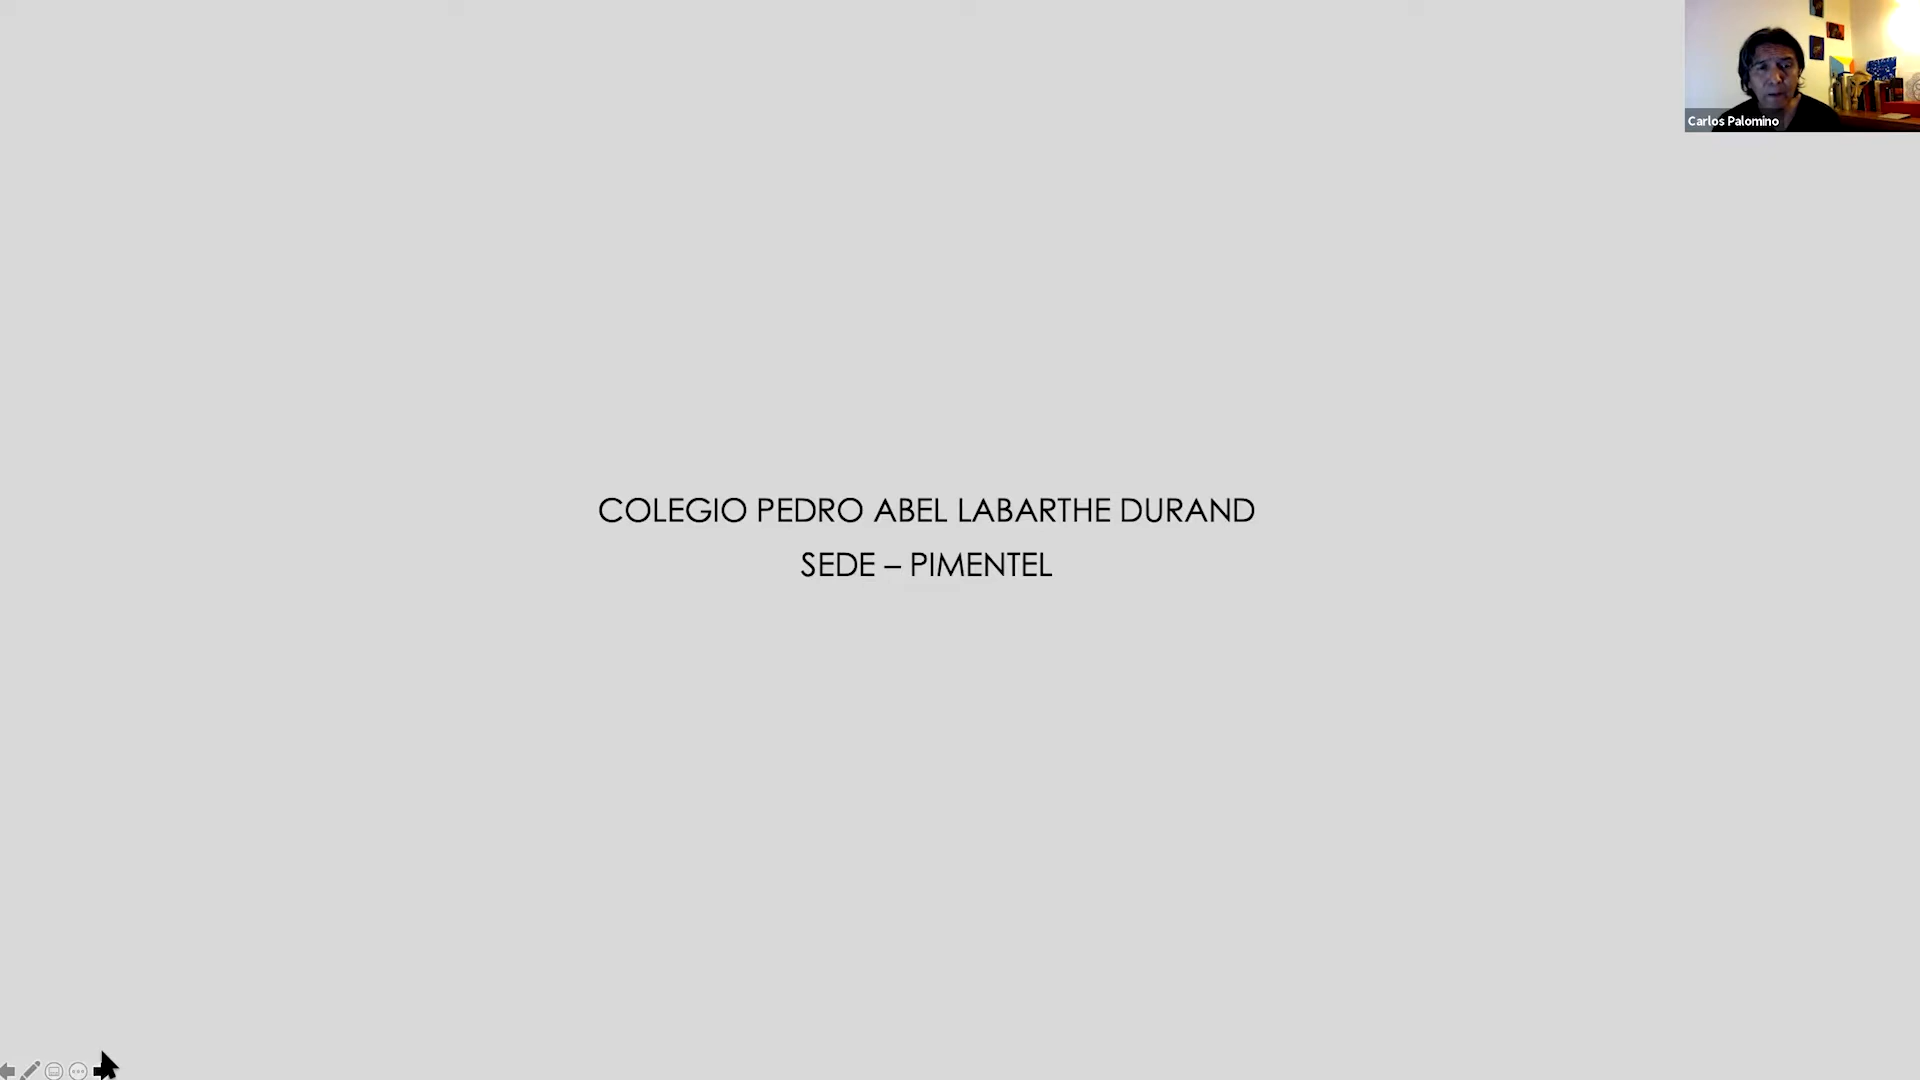 Carlos Palomino
COLEGIO PEDRO ABEL LABARTHE DURAND
SEDE – PIMENTEL